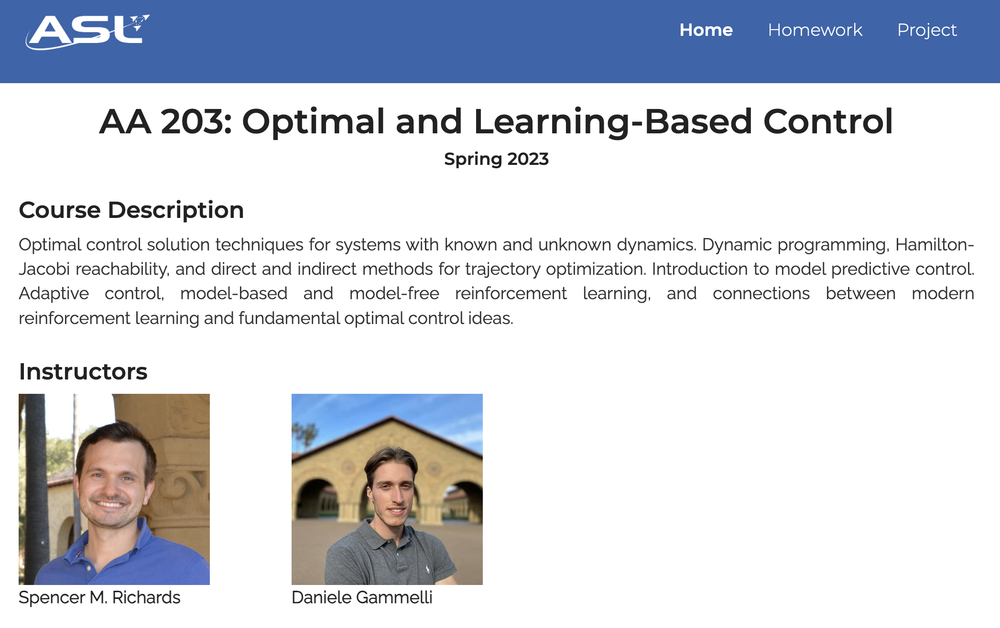 ASL
Home Homework Project
AA 203: Optimal and Learning-Based Control
Spring 2023
Course Description
Optimal control solution techniques for systems with known and unknown dynamics. Dynamic programming, Hamilton-
Jacobi reachability, and direct and indirect methods for trajectory optimization. Introduction to model predictive control.
Adaptive control, model-based and model-free reinforcement learning, and connections between modern
reinforcement learning and fundamental optimal control ideas.
Instructors
Spencer M. Richards Daniele Gammelli